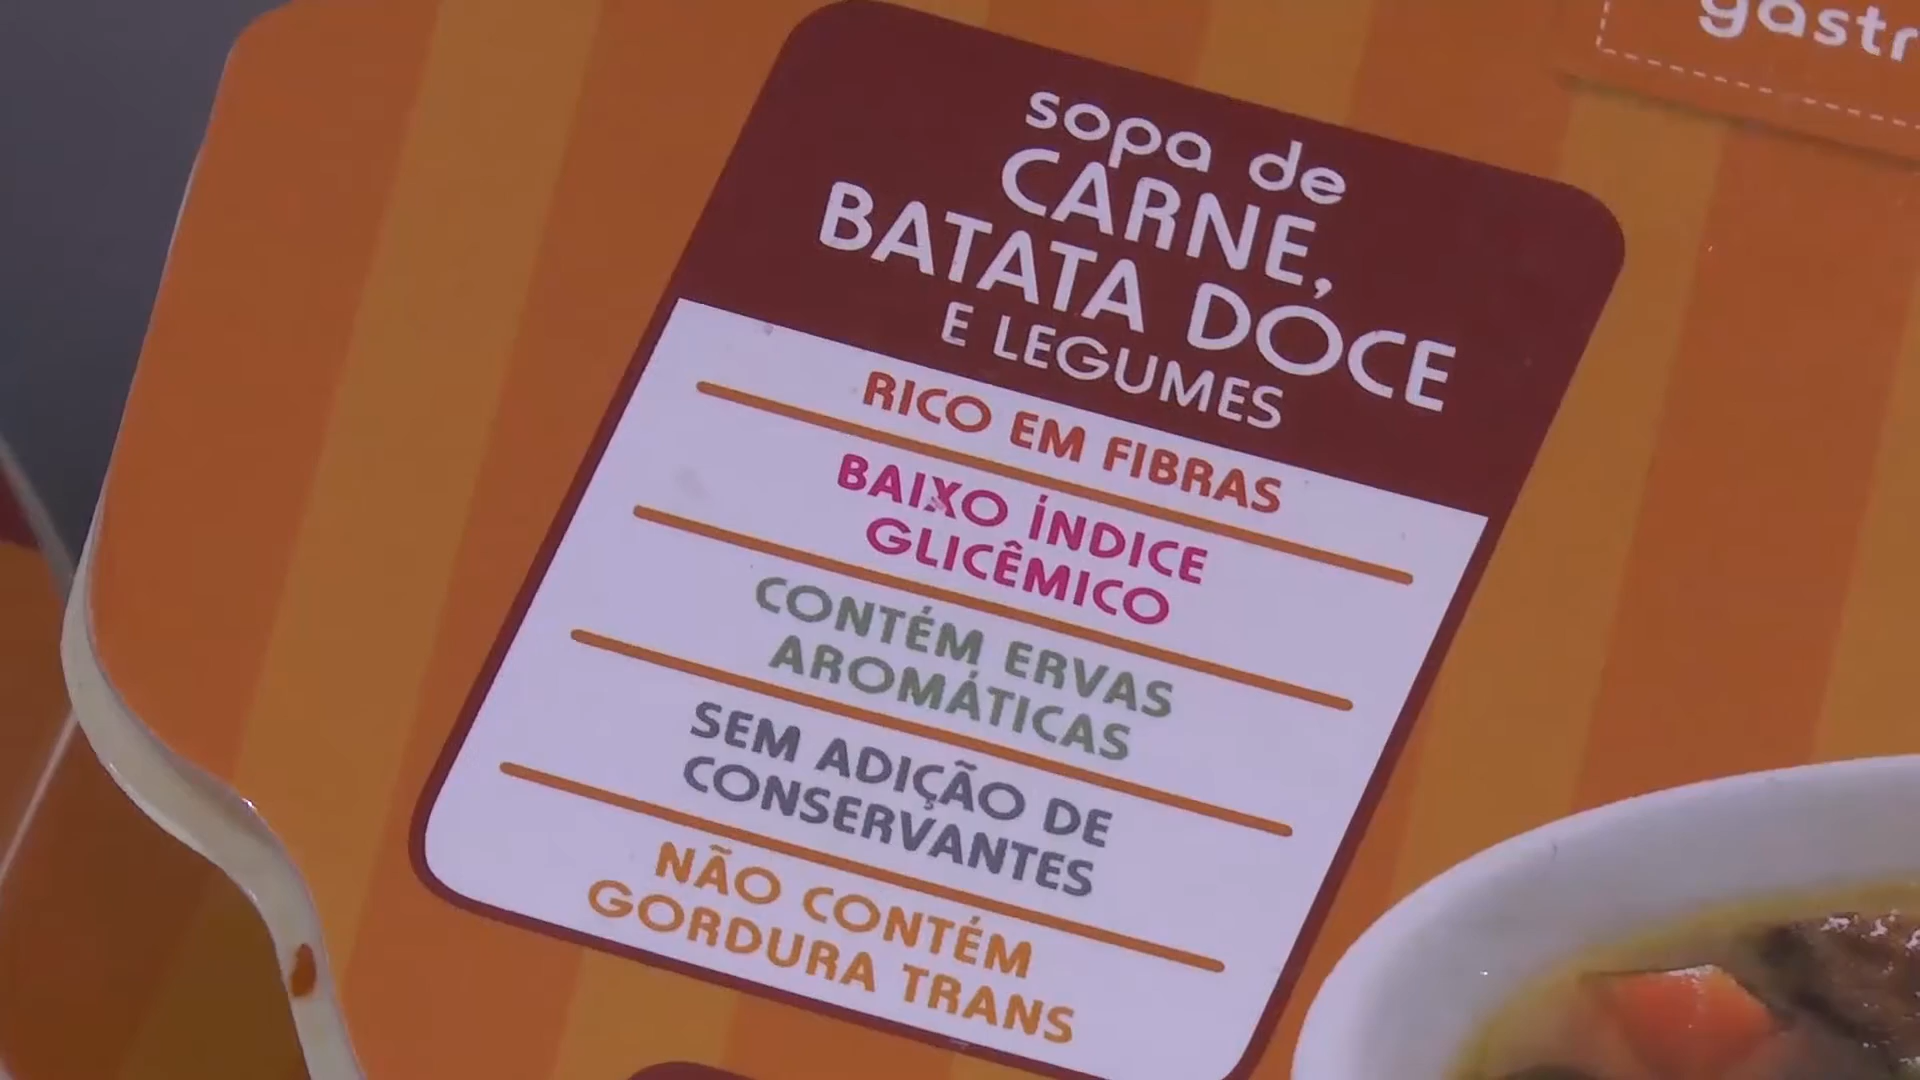 sopa de
CARNE,
BATATA DOCE
E LEGUMES
RICO EM FIBRAS
BAIXO ÍNDICE
GLICÊMICO
CONTÉM ERVAS
AROMÁTICAS
SEM ADIÇÃO DE
CONSERVANTES
NÃO CONTÉM
GORDURA TRANS